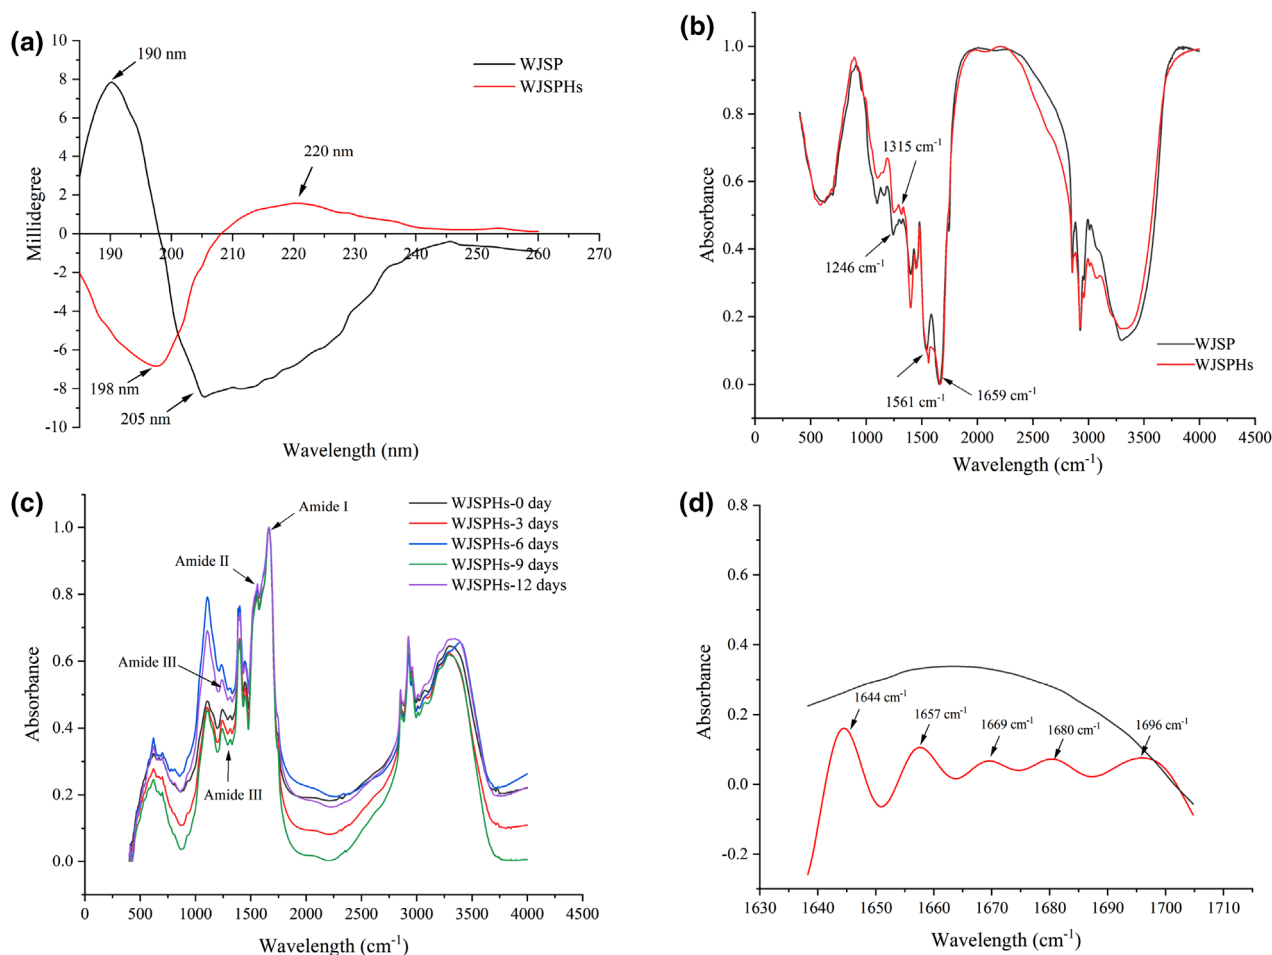 (a)
10
8
6
4
2
0
-2
-4
-6
-8
-10
Millidegree
190 nm
220 nm
198 nm
205 nm
WJSP
WJSPHs
190 200 210 220 230 240 250 260 270
Wavelength (nm)
(b)
1.0
0.8
0.6
0.4
0.2
0.0
Absorbance
1315 cm-1
1246 cm-1
1561 cm-1
1659 cm-1
WJSP
WJSPHs
0 500 1000 1500 2000 2500 3000 3500 4000 4500
Wavelength (cm-1)
(c)
1.0
0.8
0.6
0.4
0.2
0.0
Absorbance
Amide I
Amide II
Amide III
Amide III
WJSPHs-0 day
WJSPHs-3 days
WJSPHs-6 days
WJSPHs-9 days
WJSPHs-12 days
0 500 1000 1500 2000 2500 3000 3500 4000 4500
Wavelength (cm-1)
(d)
0.8
0.6
0.4
0.2
0.0
-0.2
Absorbance
1644 cm-1
1657 cm-1
1669 cm-1
1680 cm-1
1696 cm-1
1630 1640 1650 1660 1670 1680 1690 1700 1710
Wavelength (cm-1)